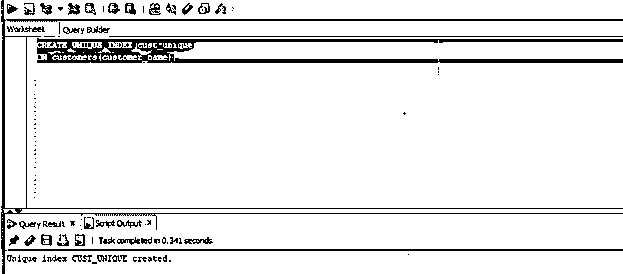 Worksheet Query Builder
CREATE UNIQUE INDEX cust_unique
ON customers(customer_name);
Query Result × Script Output ×
Task completed in 0.341 seconds
Unique index CUST_UNIQUE created.